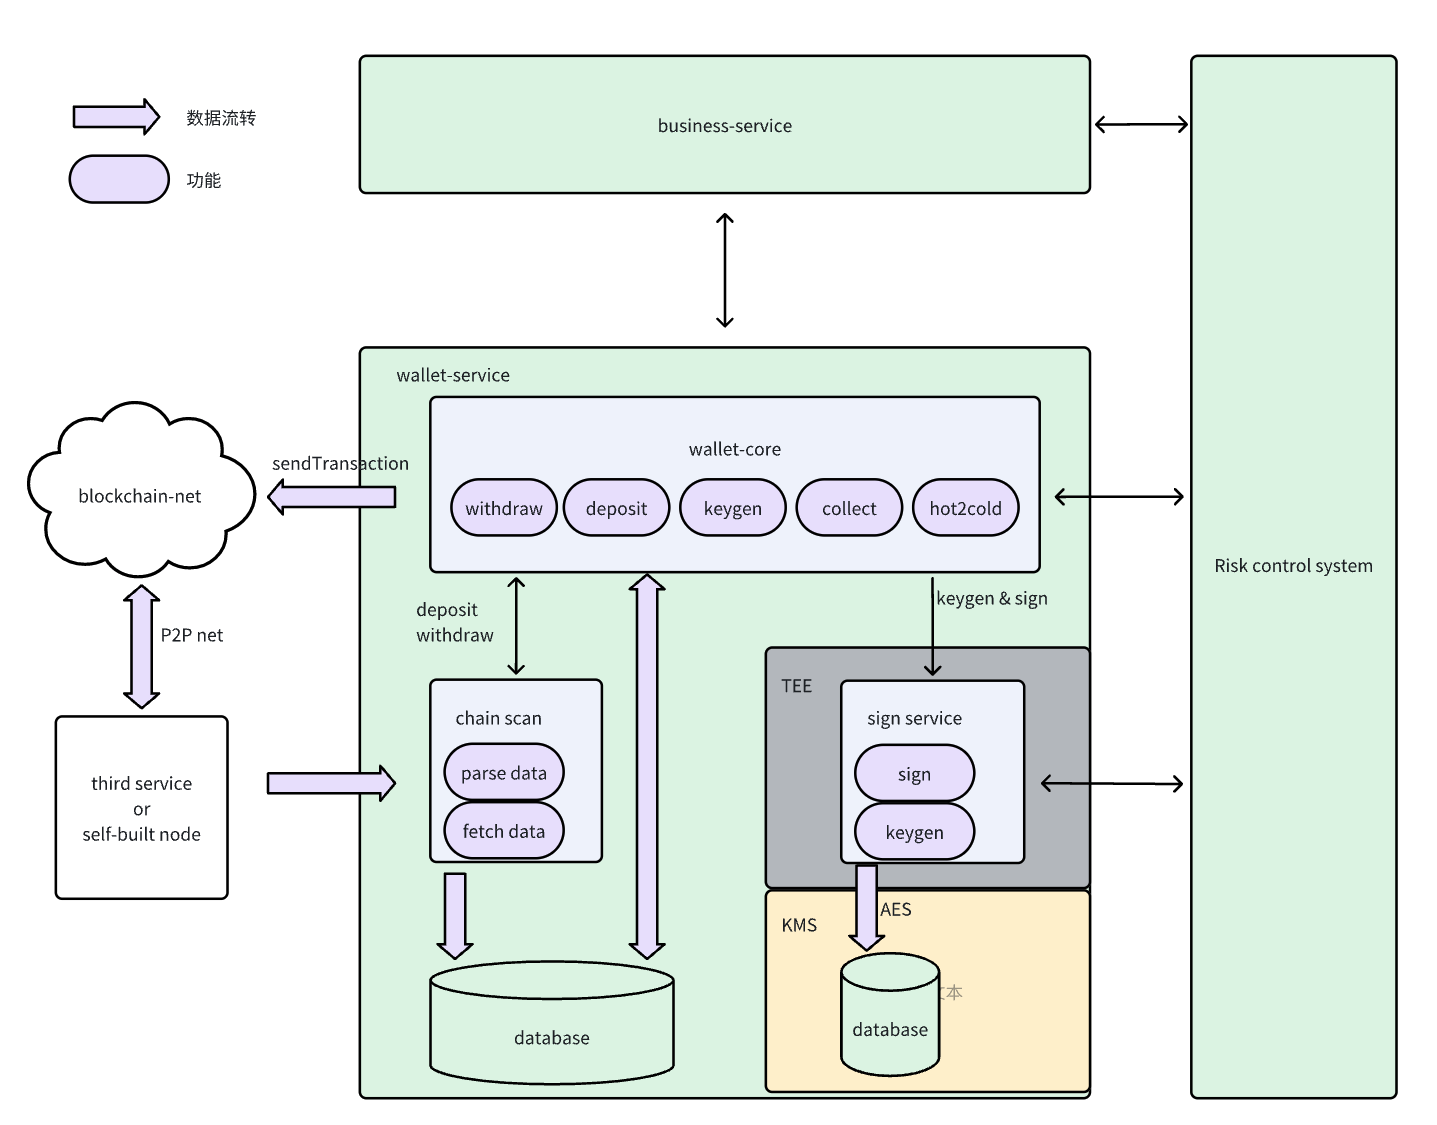 数据流转
功能
business-service
Risk control system
wallet-service
wallet-core
withdraw
deposit
keygen
collect
hot2cold
sendTransaction
blockchain-net
P2P net
third service
or
self-built node
deposit
withdraw
keygen & sign
chain scan
parse data
fetch data
TEE
sign service
sign
keygen
AES
KMS
database
database